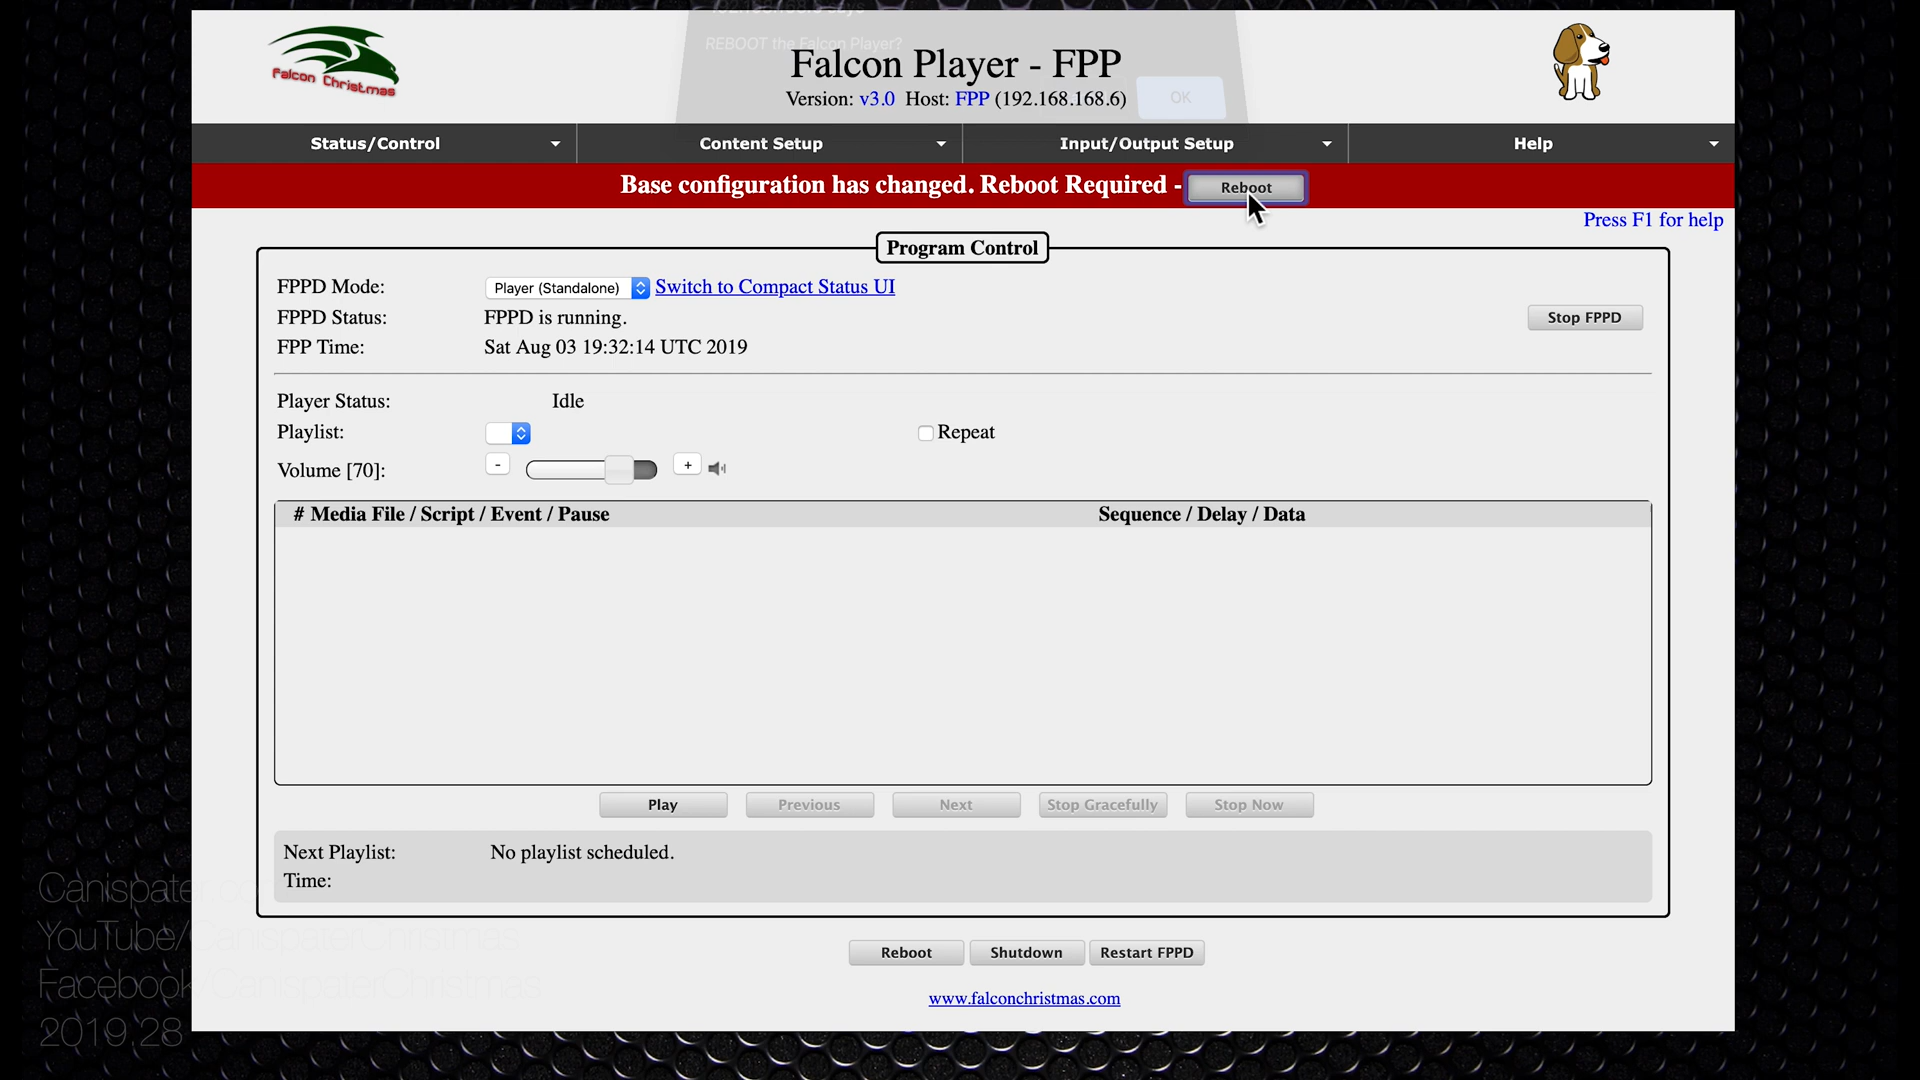 REBOOT the Falcon Player?
Falcon Christmas
Falcon Player - FPP
Version: v3.0 Host: FPP (192.168.168.6)
OK
Status/Control
Content Setup
Input/Output Setup
Help
Base configuration has changed. Reboot Required -
Reboot
Press F1 for help
Program Control
FPPD Mode:
Player (Standalone)
Switch to Compact Status UI
FPPD Status:
FPPD is running.
Stop FPPD
FPP Time:
Sat Aug 03 19:32:14 UTC 2019
Player Status:
Idle
Playlist:
Repeat
Volume [70]:
-
+
# Media File / Script / Event / Pause
Sequence / Delay / Data
Play
Previous
Next
Stop Gracefully
Stop Now
Next Playlist:
No playlist scheduled.
Time:
Reboot
Shutdown
Restart FPPD
www.falconchristmas.com
YouTube/CanispaterChristmas
Facebook/CanispaterChristmas
2019.28